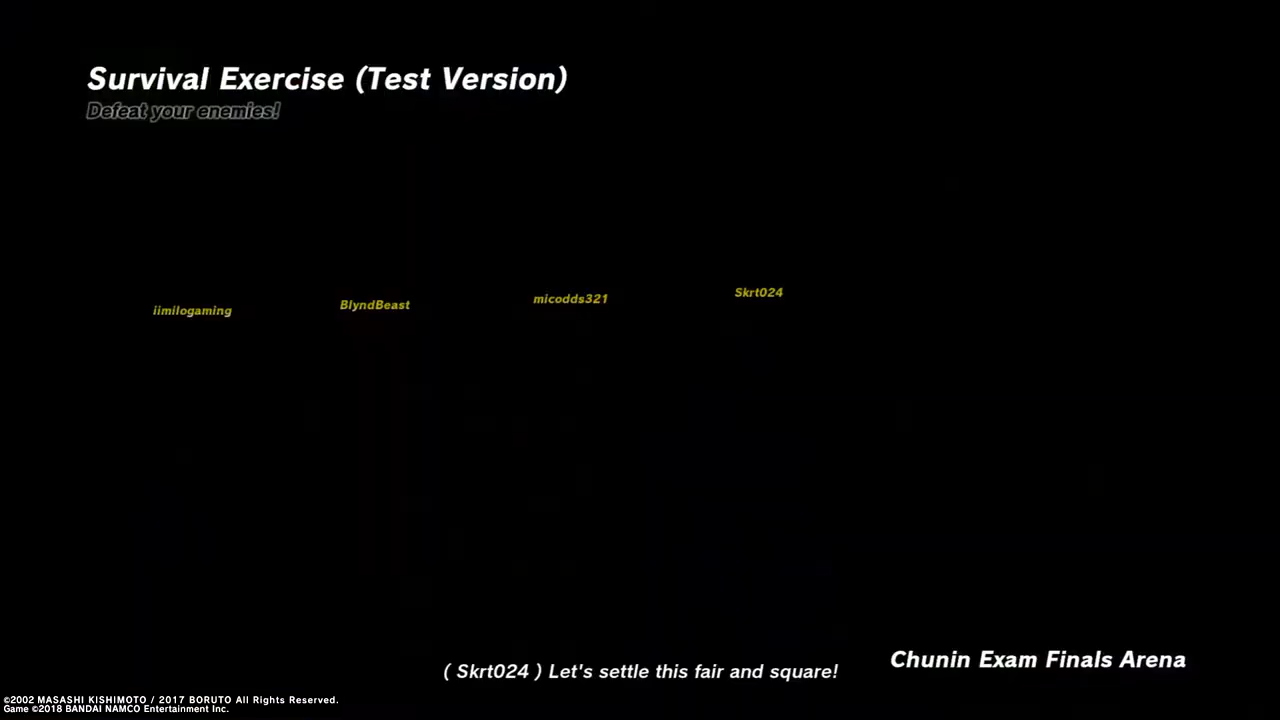 Survival Exercise (Test Version)
Defeat your enemies!
iimilogaming
BlyndBeast
micodds321
Skrt024
( Skrt024 ) Let's settle this fair and square!
Chunin Exam Finals Arena
©2002 MASASHI KISHIMOTO / 2017 BORUTO All Rights Reserved.
Game ©2018 BANDAI NAMCO Entertainment Inc.